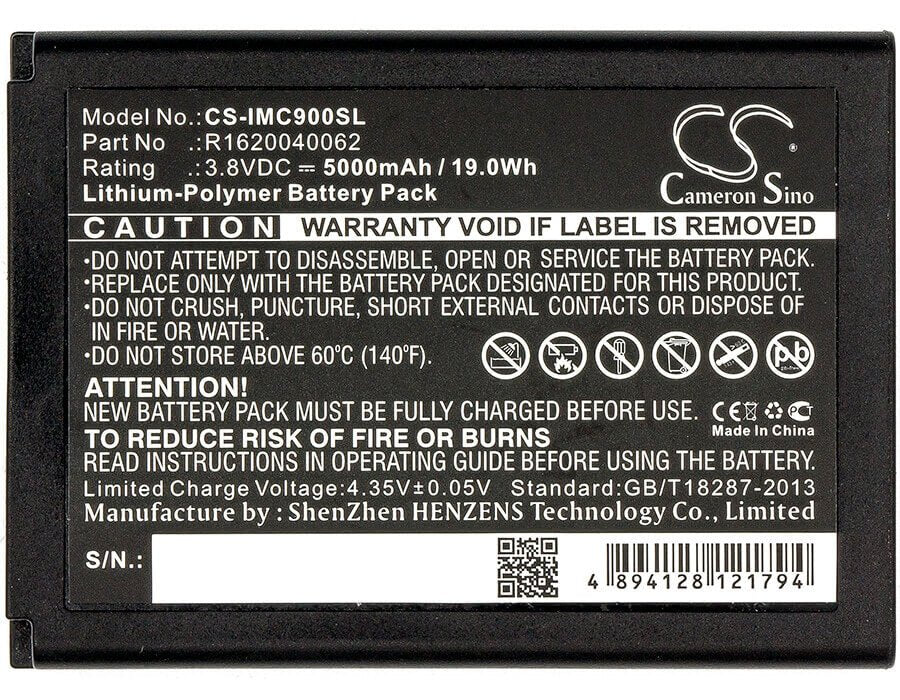 Model No.:CS-IMC900SL
Part No .:R1620040062
Rating .:3.8VDC ⎓ 5000mAh / 19.0Wh
Lithium-Polymer Battery Pack
Cameron Sino
CAUTION WARRANTY VOID IF LABEL IS REMOVED
·DO NOT ATTEMPT TO DISASSEMBLE, OPEN OR SERVICE THE BATTERY PACK.
·REPLACE ONLY WITH THE BATTERY PACK DESIGNATED FOR THIS PRODUCT.
·DO NOT CRUSH, PUNCTURE, SHORT EXTERNAL CONTACTS OR DISPOSE OF
IN FIRE OR WATER.
·DO NOT STORE ABOVE 60°C (140°F).
Pb
ATTENTION!
NEW BATTERY PACK MUST BE FULLY CHARGED BEFORE USE.
CE
Made In China
TO REDUCE RISK OF FIRE OR BURNS
READ INSTRUCTIONS IN OPERATING GUIDE BEFORE USING THE BATTERY.
Limited Charge Voltage:4.35V±0.05V Standard:GB/T18287-2013
Manufacture by : ShenZhen HENZENS Technology Co., Limited
S/N.:
4 894128 121794